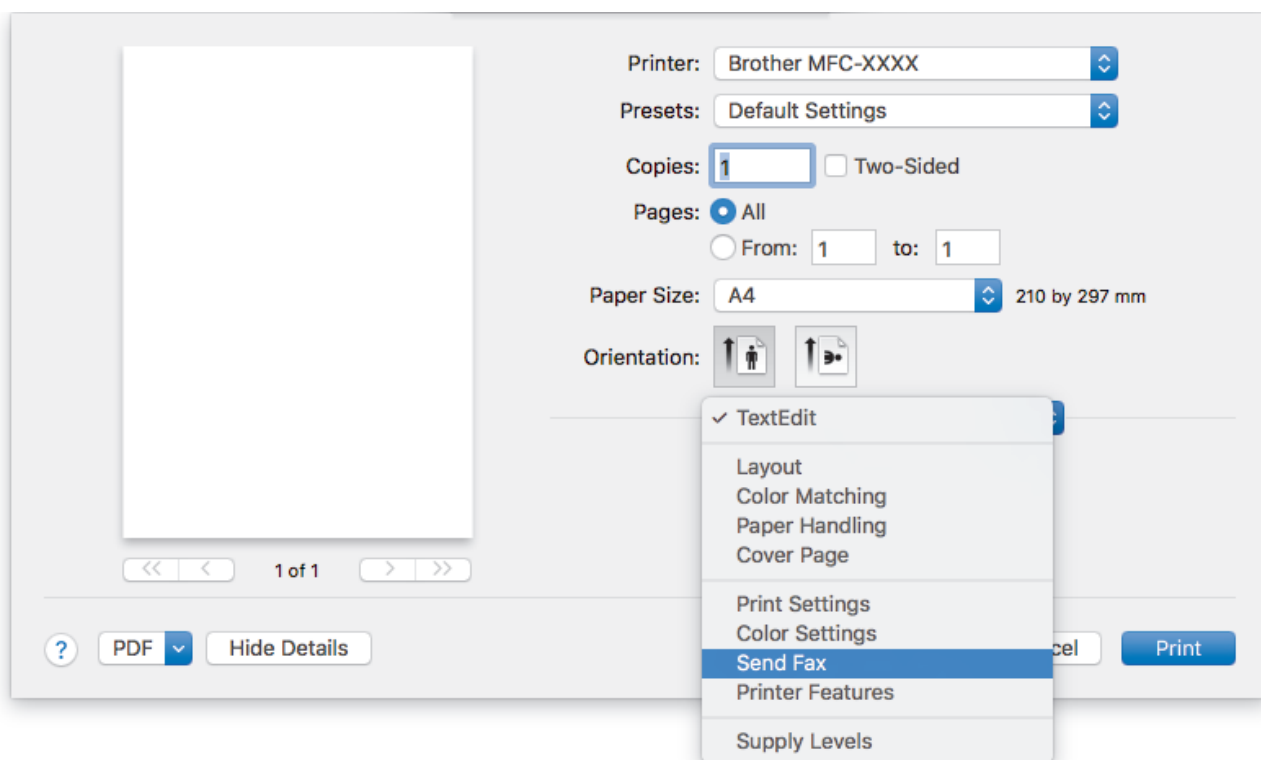 Printer: Brother MFC-XXXX
Presets: Default Settings
Copies: 1 Two-Sided
Pages: All
From: 1 to: 1
Paper Size: A4 210 by 297 mm
Orientation:
✓ TextEdit
Layout
Color Matching
Paper Handling
Cover Page
<< < 1 of 1 > >>
Print Settings
Color Settings
Send Fax
Printer Features
Supply Levels
? PDF Hide Details cel Print